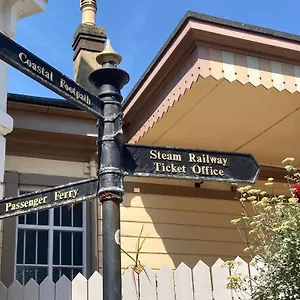 Coastal Footpath
Steam Railway
Ticket Office
Passenger Ferry